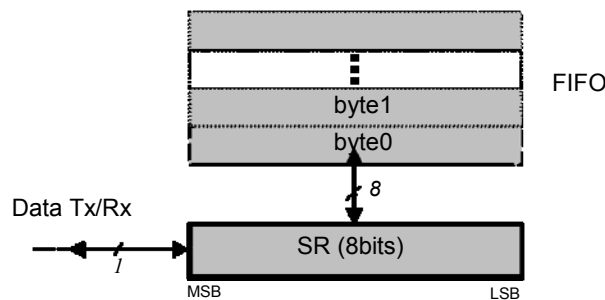 FIFO
byte1
byte0
8
Data Tx/Rx
SR (8bits)
1
MSB
LSB